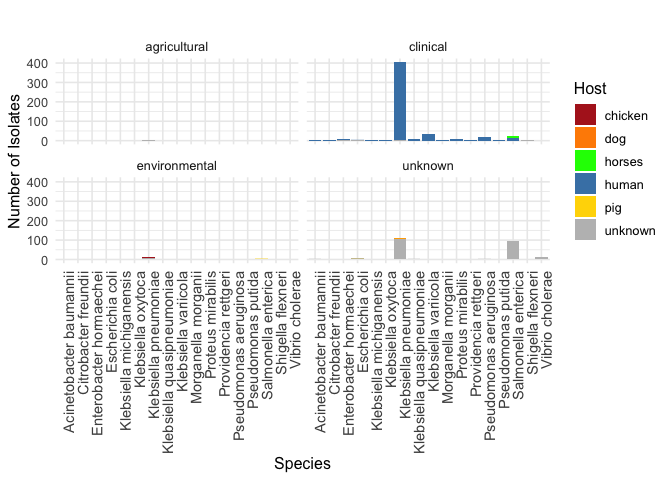 agricultural
clinical
400
300
200
100
0
environmental
unknown
400
300
200
100
0
Number of Isolates
Acinetobacter baumannii
Citrobacter freundii
Enterobacter hormaechei
Escherichia coli
Klebsiella michiganensis
Klebsiella oxytoca
Klebsiella pneumoniae
Klebsiella quasipneumoniae
Klebsiella variicola
Morganella morganii
Proteus mirabilis
Providencia rettgeri
Pseudomonas aeruginosa
Pseudomonas putida
Salmonella enterica
Shigella flexneri
Vibrio cholerae
Acinetobacter baumannii
Citrobacter freundii
Enterobacter hormaechei
Escherichia coli
Klebsiella michiganensis
Klebsiella oxytoca
Klebsiella pneumoniae
Klebsiella quasipneumoniae
Klebsiella variicola
Morganella morganii
Proteus mirabilis
Providencia rettgeri
Pseudomonas aeruginosa
Pseudomonas putida
Salmonella enterica
Shigella flexneri
Vibrio cholerae
Species
Host
chicken
dog
horses
human
pig
unknown